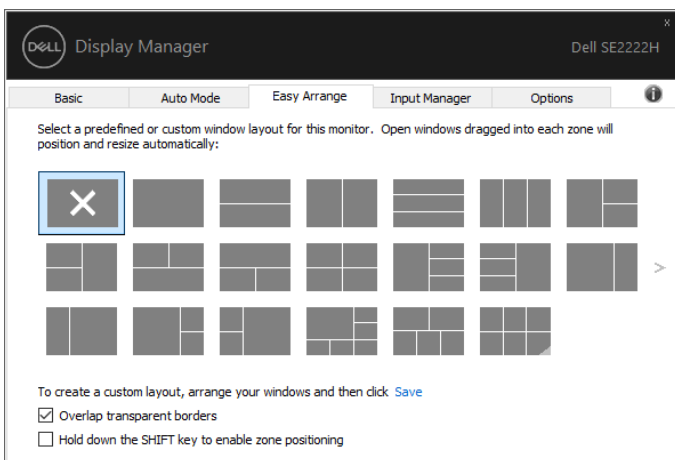 x
DELL Display Manager Dell SE2222H
Basic Auto Mode Easy Arrange Input Manager Options i
Select a predefined or custom window layout for this monitor. Open windows dragged into each zone will
position and resize automatically:
>
To create a custom layout, arrange your windows and then click Save
Overlap transparent borders
Hold down the SHIFT key to enable zone positioning